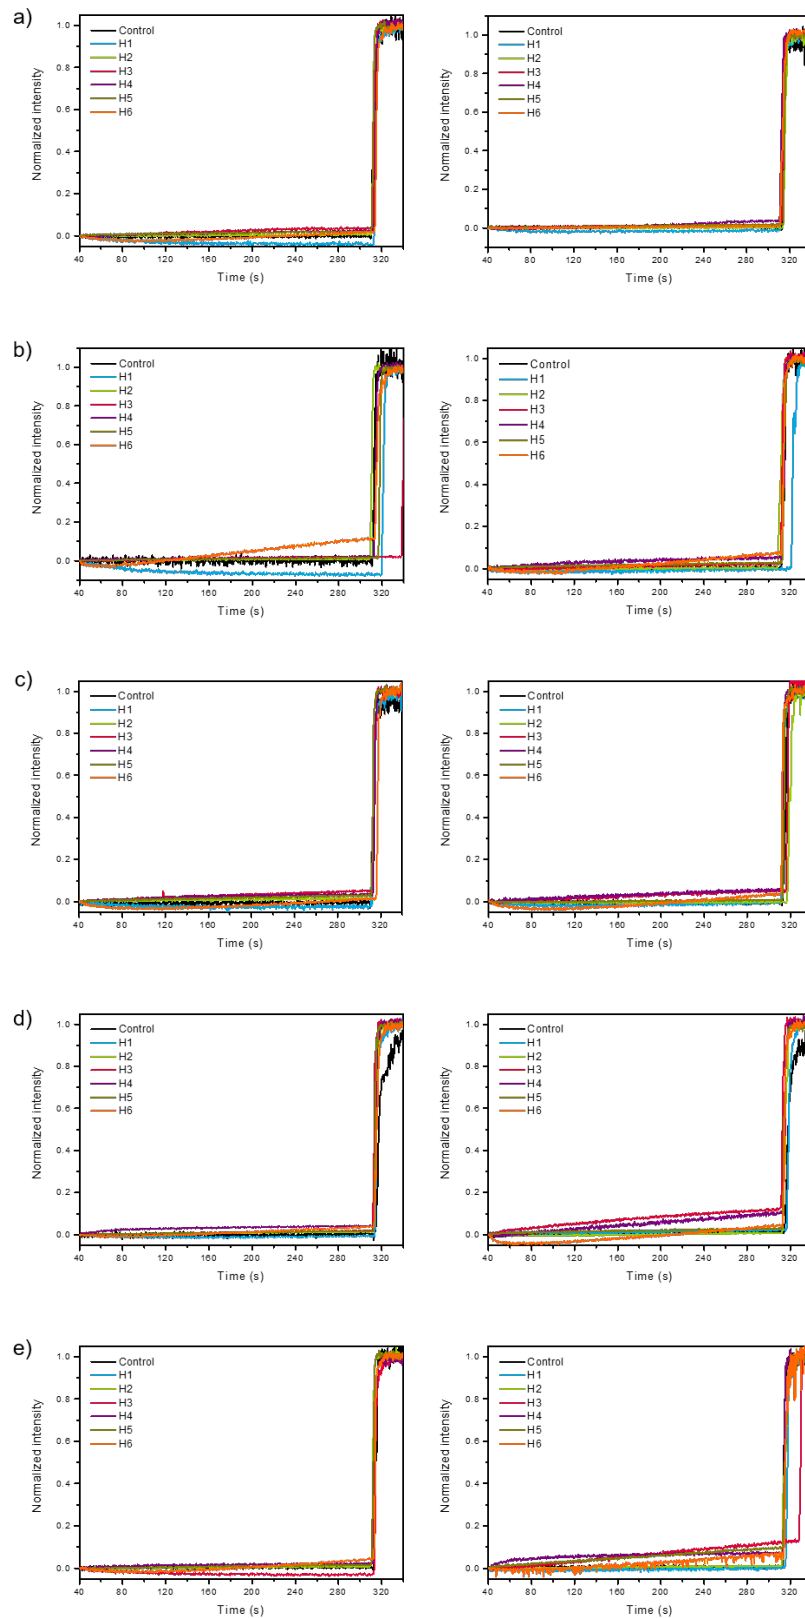 a)
Normalized intensity
1.0
0.8
0.6
0.4
0.2
0.0
Control
H1
H2
H3
H4
H5
H6
40 80 120 160 200 240 280 320
Time (s)
Normalized intensity
1.0
0.8
0.6
0.4
0.2
0.0
Control
H1
H2
H3
H4
H5
H6
40 80 120 160 200 240 280 320
Time (s)
b)
Normalized intensity
1.0
0.8
0.6
0.4
0.2
0.0
Control
H1
H2
H3
H4
H5
H6
40 80 120 160 200 240 280 320
Time (s)
Normalized intensity
1.0
0.8
0.6
0.4
0.2
0.0
Control
H1
H2
H3
H4
H5
H6
40 80 120 160 200 240 280 320
Time (s)
c)
Normalized intensity
1.0
0.8
0.6
0.4
0.2
0.0
Control
H1
H2
H3
H4
H5
H6
40 80 120 160 200 240 280 320
Time (s)
Normalized intensity
1.0
0.8
0.6
0.4
0.2
0.0
Control
H1
H2
H3
H4
H5
H6
40 80 120 160 200 240 280 320
Time (s)
d)
Normalized intensity
1.0
0.8
0.6
0.4
0.2
0.0
Control
H1
H2
H3
H4
H5
H6
40 80 120 160 200 240 280 320
Time (s)
Normalized intensity
1.0
0.8
0.6
0.4
0.2
0.0
Control
H1
H2
H3
H4
H5
H6
40 80 120 160 200 240 280 320
Time (s)
e)
Normalized intensity
1.0
0.8
0.6
0.4
0.2
0.0
Control
H1
H2
H3
H4
H5
H6
40 80 120 160 200 240 280 320
Time (s)
Normalized intensity
1.0
0.8
0.6
0.4
0.2
0.0
Control
H1
H2
H3
H4
H5
H6
40 80 120 160 200 240 280 320
Time (s)